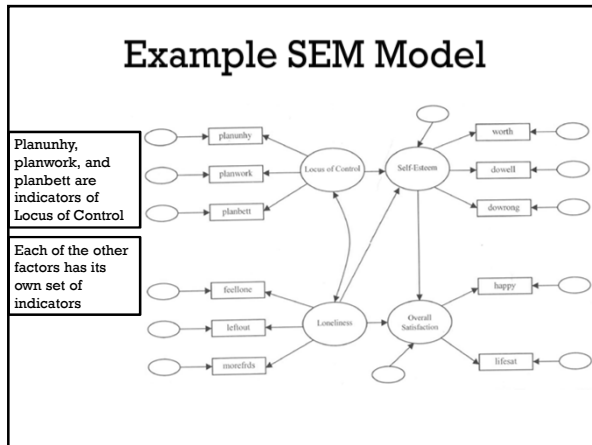 Example SEM Model
Planunhy,
planwork, and
planbett are
indicators of
Locus of Control
Each of the other
factors has its
own set of
indicators
planunhy
planwork
planbett
Locus of Control
Self-Esteem
worth
dowell
dowrong
feellone
leftout
morefrds
Loneliness
Overall
Satisfaction
happy
lifesat